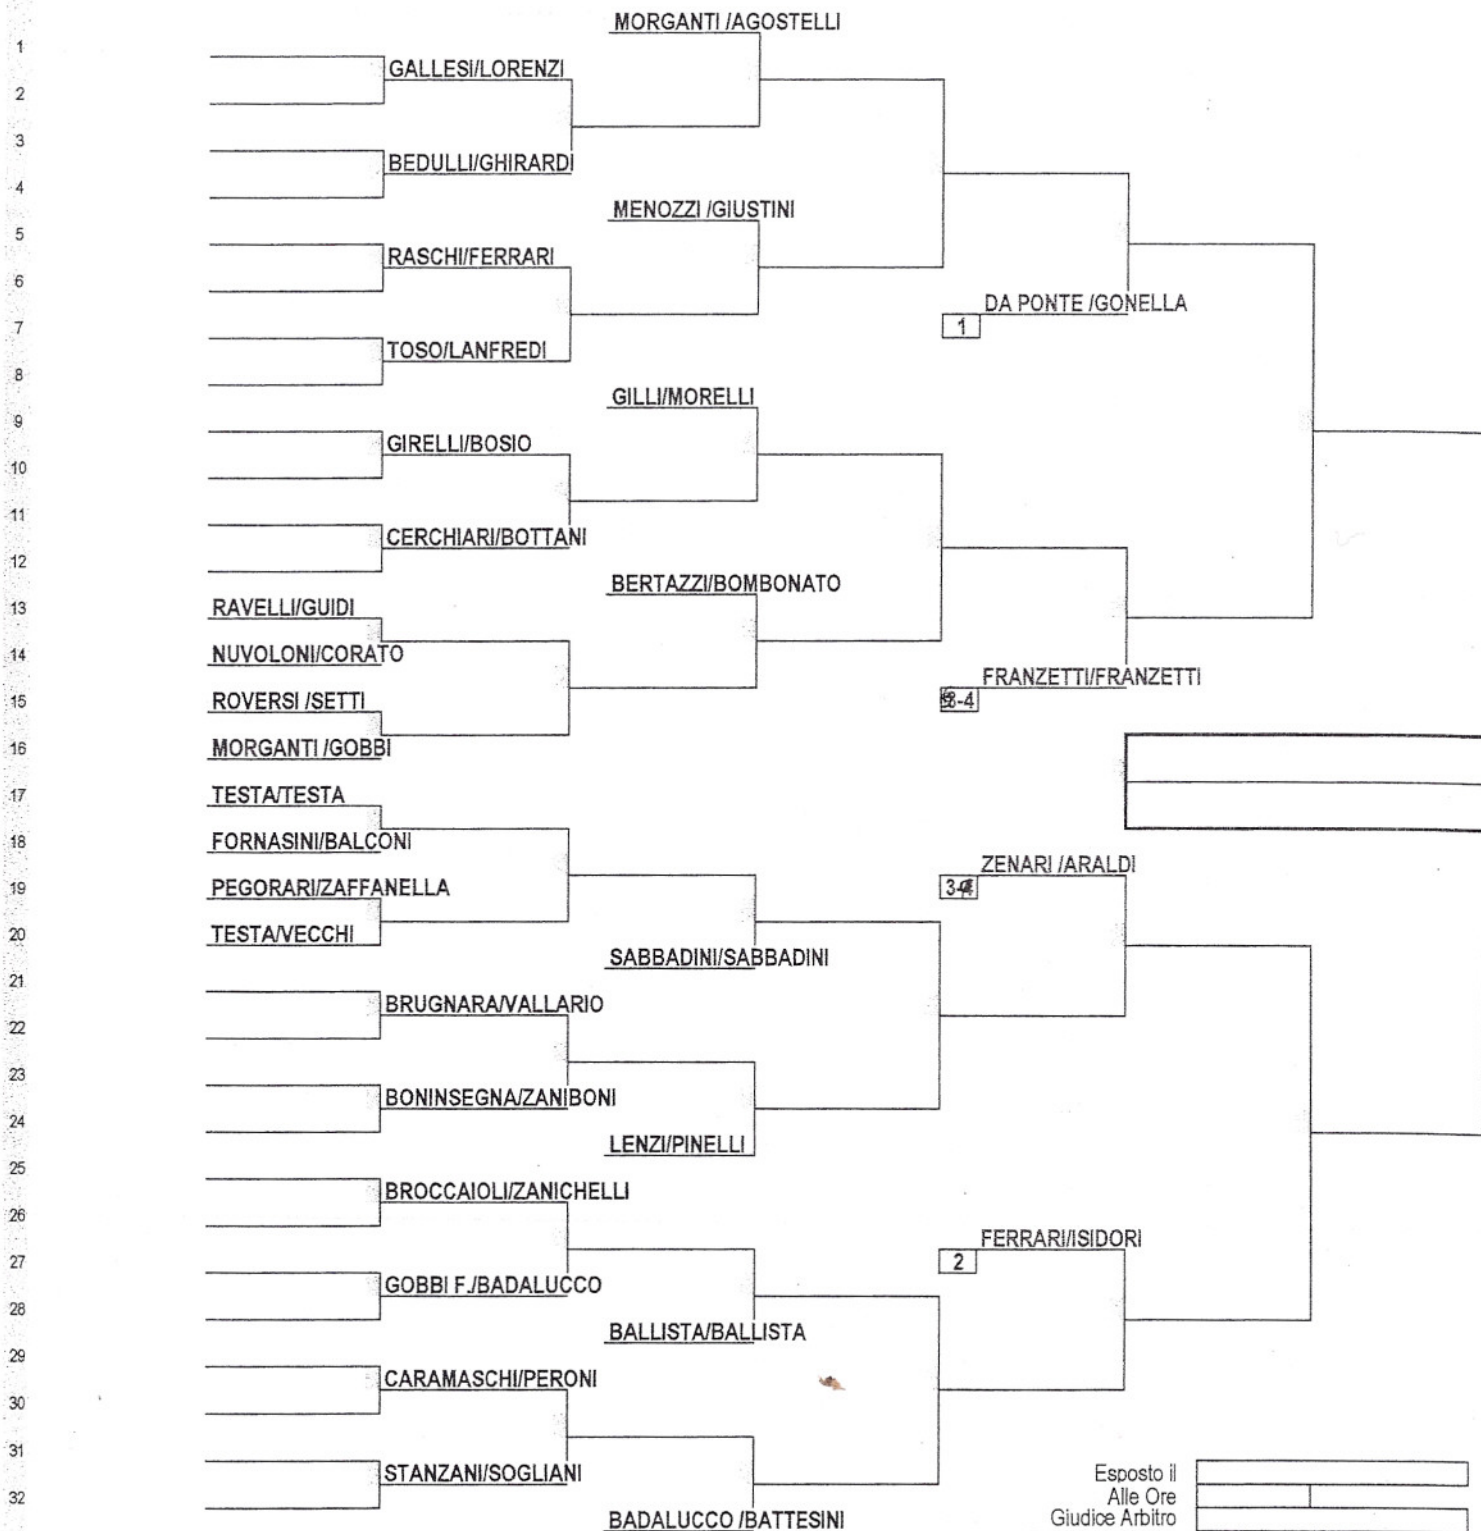 MORGANTI /AGOSTELLI
1
GALLESI/LORENZI
2
3
BEDULLI/GHIRARDI
4
MENOZZI /GIUSTINI
5
RASCHI/FERRARI
6
DA PONTE /GONELLA
7
1
TOSO/LANFREDI
8
GILLI/MORELLI
9
GIRELLI/BOSIO
10
11
CERCHIARI/BOTTANI
12
BERTAZZI/BOMBONATO
13
RAVELLI/GUIDI
14
NUVOLONI/CORATO
FRANZETTI/FRANZETTI
15
ROVERSI /SETTI
3-4
16
MORGANTI /GOBBI
17
TESTA/TESTA
18
FORNASINI/BALCONI
ZENARI /ARALDI
19
PEGORARI/ZAFFANELLA
3-4
20
TESTA/VECCHI
SABBADINI/SABBADINI
21
BRUGNARA/VALLARIO
22
23
BONINSEGNA/ZANIBONI
24
LENZI/PINELLI
25
BROCCAIOLI/ZANICHELLI
26
FERRARI/ISIDORI
27
2
GOBBI F./BADALUCCO
28
BALLISTA/BALLISTA
29
CARAMASCHI/PERONI
30
31
STANZANI/SOGLIANI
Esposto il
32
Alle Ore
Giudice Arbitro
BADALUCCO /BATTESINI